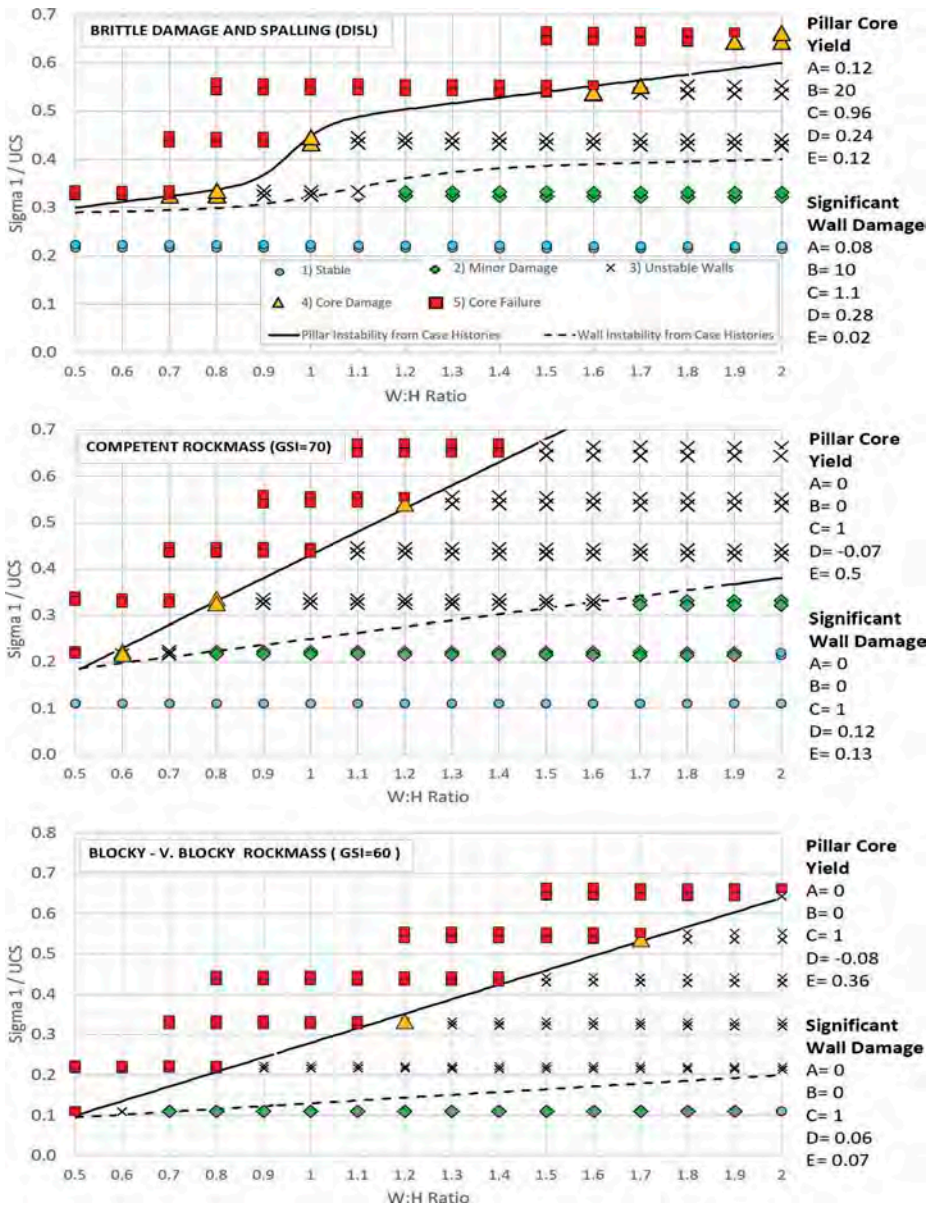 BRITTLE DAMAGE AND SPALLING (DISL)
Sigma 1 / UCS
0.7
0.6
0.5
0.4
0.3
0.2
0.1
0.0
1) Stable
2) Minor Damage
3) Unstable Walls
4) Core Damage
5) Core Failure
Pillar Instability from Case Histories
Wall Instability from Case Histories
0.5 0.6 0.7 0.8 0.9 1 1.1 1.2 1.3 1.4 1.5 1.6 1.7 1.8 1.9 2
W:H Ratio
Pillar Core
Yield
A= 0.12
B= 20
C= 0.96
D= 0.24
E= 0.12
Significant
Wall Damage
A= 0.08
B= 10
C= 1.1
D= 0.28
E= 0.02
COMPETENT ROCKMASS (GSI=70)
Sigma 1 / UCS
0.7
0.6
0.5
0.4
0.3
0.2
0.1
0.0
0.5 0.6 0.7 0.8 0.9 1 1.1 1.2 1.3 1.4 1.5 1.6 1.7 1.8 1.9 2
W:H Ratio
Pillar Core
Yield
A= 0
B= 0
C= 1
D= -0.07
E= 0.5
Significant
Wall Damage
A= 0
B= 0
C= 1
D= 0.12
E= 0.13
BLOCKY - V. BLOCKY ROCKMASS ( GSI=60 )
Sigma 1 / UCS
0.8
0.7
0.6
0.5
0.4
0.3
0.2
0.1
0.0
0.5 0.6 0.7 0.8 0.9 1 1.1 1.2 1.3 1.4 1.5 1.6 1.7 1.8 1.9 2
W:H Ratio
Pillar Core
Yield
A= 0
B= 0
C= 1
D= -0.08
E= 0.36
Significant
Wall Damage
A= 0
B= 0
C= 1
D= 0.06
E= 0.07